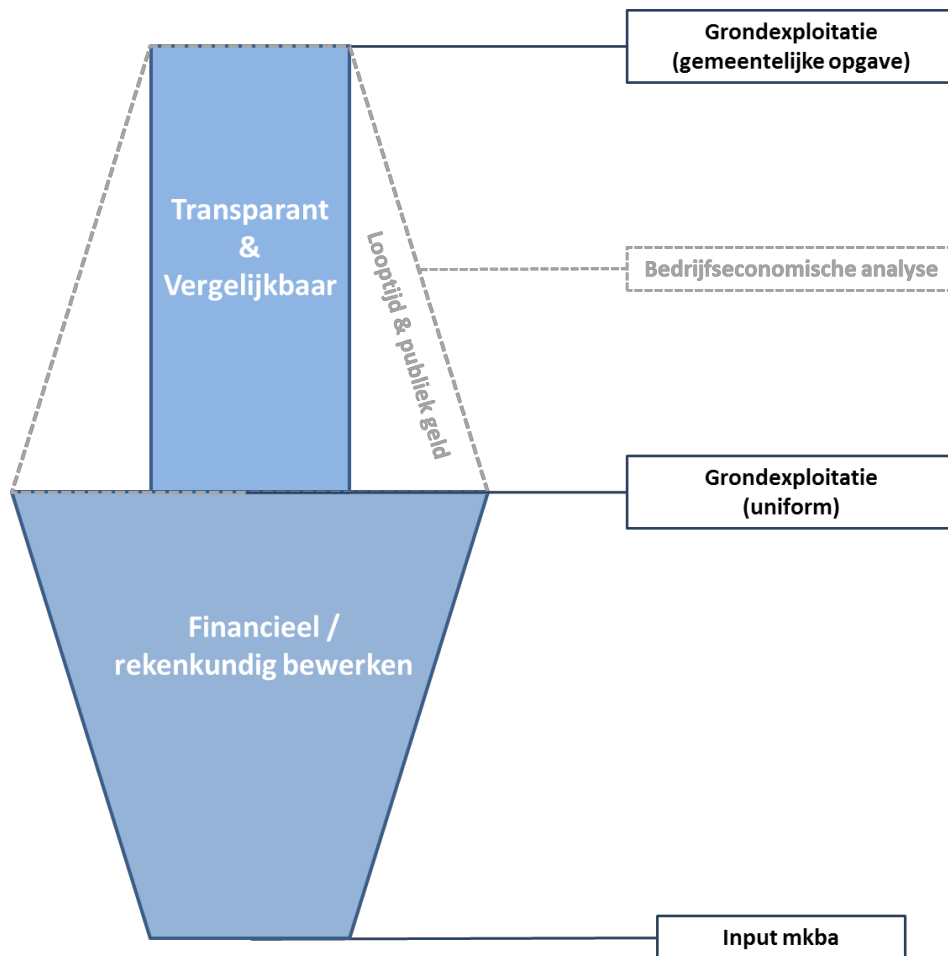 Grondexploitatie
(gemeentelijke opgave)
Transparant
&
Vergelijkbaar
Looptijd & publiek geld
Bedrijfseconomische analyse
Grondexploitatie
(uniform)
Financieel /
rekenkundig bewerken
Input mkba